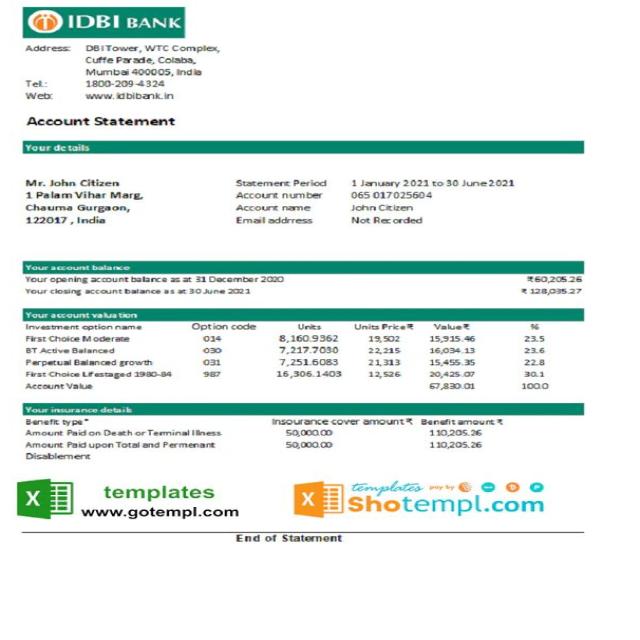 IDBI BANK
Address: DBI Tower, WTC Complex,
Cuffe Parade, Colaba,
Mumbai 400005, India
Tel.: 1800-209-4324
Web: www.idbibank.in
Account Statement
Your details
Mr. John Citizen Statement Period 1 January 2021 to 30 June 2021
1 Palam Vihar Marg, Account number 065 017025604
Chauma Gurgaon, Account name John Citizen
122017 , India Email addrress Not Recorded
Your account balance
Your opening account balance as at 31 December 2020 ₹60,205.26
Your closing account balance as at 30 June 2021 ₹ 128,035.27
Your account valuation
Investment option name Option code Units Units Price₹ Value₹ %
First Choice Moderate 014 8,160.9362 19,502 15,915.46 23.5
BT Active Balanced 030 7,217.7030 22,215 16,034.13 23.6
Perpetual Balanced growth 031 7,251.6083 21,313 15,455.35 22.8
First Choice Lifestaged 1980-84 987 16,306.1403 12,526 20,425.07 30.1
Account Value 67,830.01 100.0
Your insurance details
Benefit type* Insourance cover amount ₹ Benefit amount ₹
Amount Paid on Death or Terminal Illness 50,000.00 110,205.26
Amount Paid upon Total and Permenant 50,000.00 110,205.26
Disablement
X templates
www.gotempl.com
X templates pay by
Shotempl.com
End of Statement